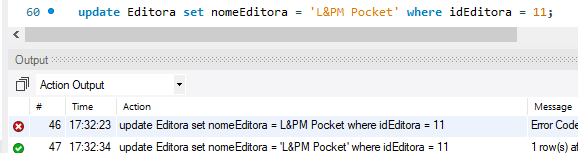 60 update Editora set nomeEditora = 'L&PM Pocket' where idEditora = 11;
Output
Action Output
# Time Action Message
46 17:32:23 update Editora set nomeEditora = L&PM Pocket where idEditora = 11 Error Code
47 17:32:34 update Editora set nomeEditora = 'L&PM Pocket' where idEditora = 11 1 row(s) af